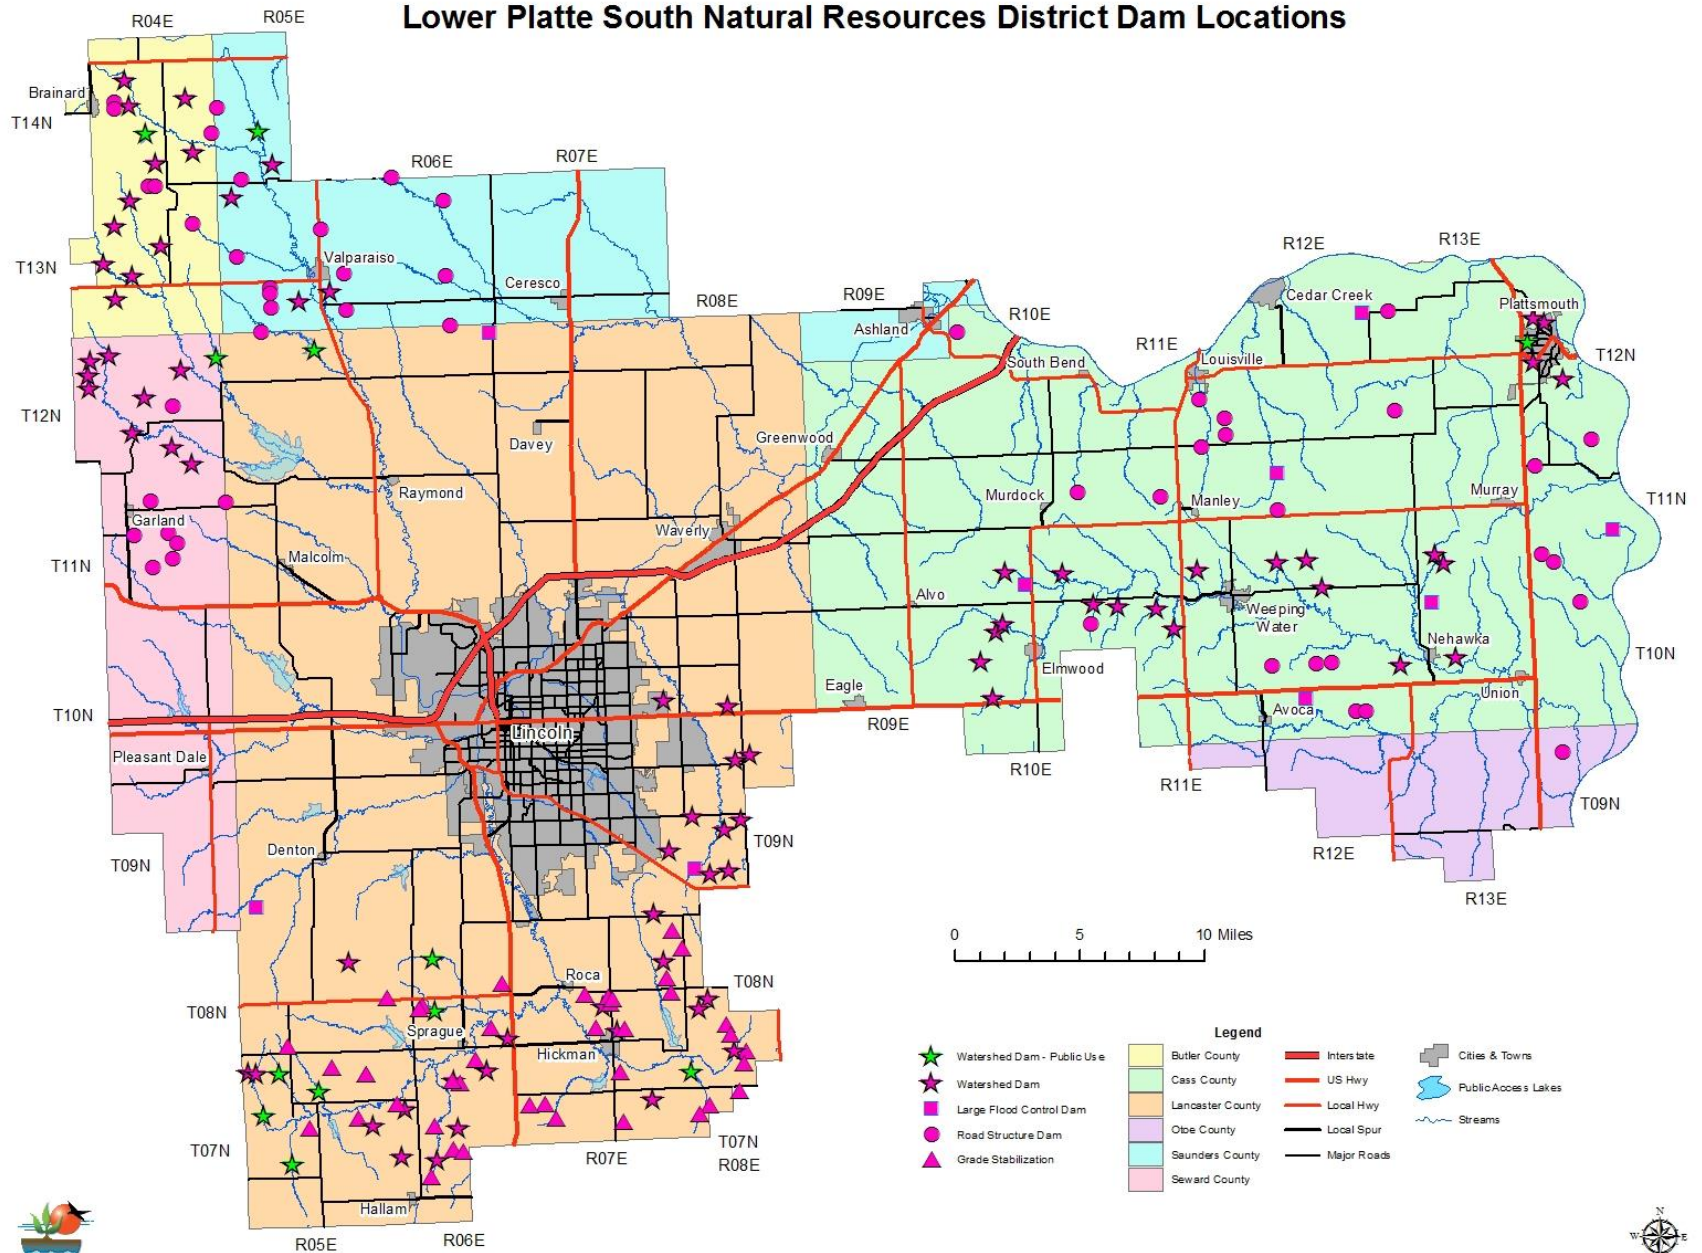 Lower Platte South Natural Resources District Dam Locations
R04E
R05E
Brainard
T14N
R06E
R07E
T13N
Valparaiso
Ceresco
R08E
R09E
Ashland
R10E
R12E
R13E
Cedar Creek
Plattsmouth
South Bend
R11E
Louisville
T12N
T12N
Davey
Greenwood
Raymond
Murdock
Manley
Murray
T11N
Garland
Waverly
Malcolm
T11N
Alvo
Weeping
Water
Nehawka
Elmwood
T10N
Eagle
Union
T10N
R09E
Avoca
Lincoln
Pleasant Dale
R10E
R11E
T09N
T09N
T09N
Denton
R12E
R13E
0 5 10 Miles
Roca
T08N
T08N
Sprague
Hickman
T07N
T07N
R07E
R08E
Hallam
R05E
R06E
Legend
Watershed Dam - Public Use
Watershed Dam
Large Flood Control Dam
Road Structure Dam
Grade Stabilization
Butler County
Cass County
Lancaster County
Otoe County
Saunders County
Seward County
Interstate
US Hwy
Local Hwy
Local Spur
Major Roads
Cities & Towns
Public Access Lakes
Streams
N
W
E
S